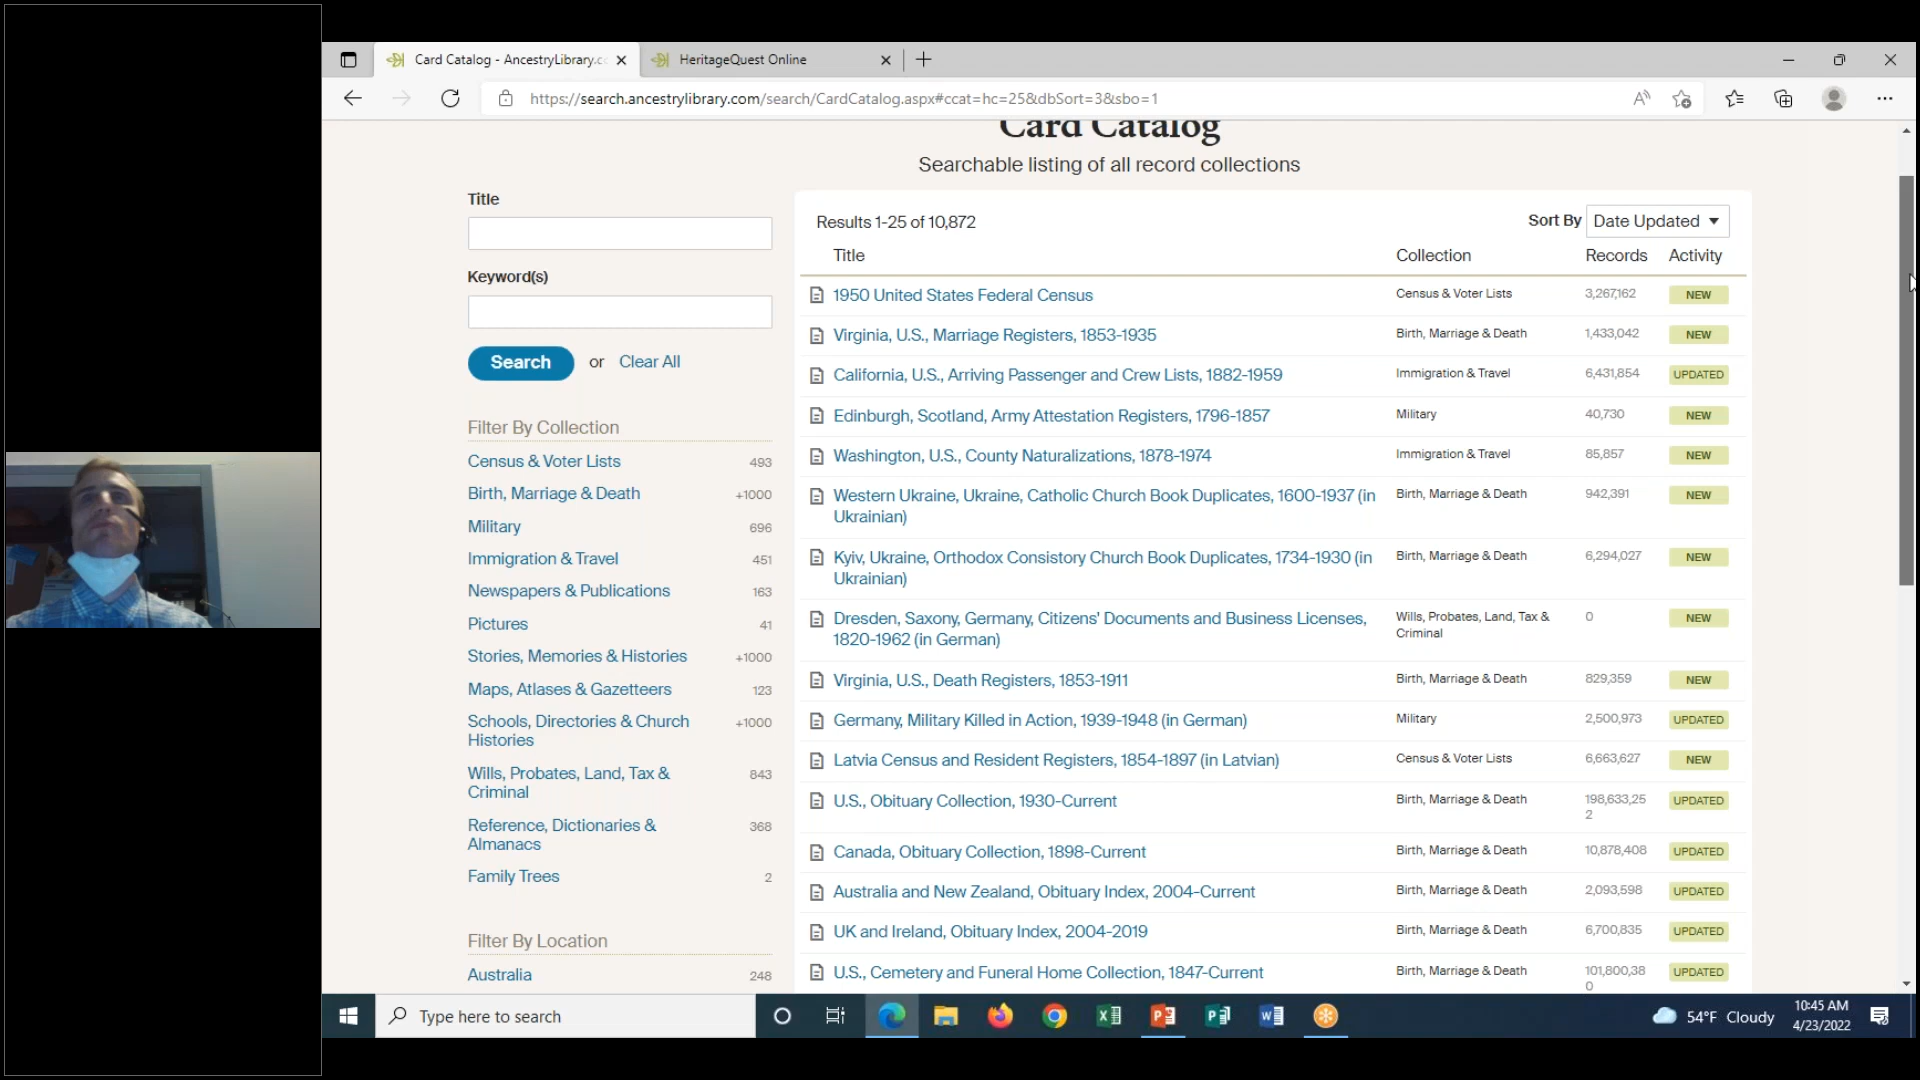 Card Catalog - AncestryLibrary.c
HeritageQuest Online
https://search.ancestrylibrary.com/search/CardCatalog.aspx#ccat=hc=25&dbSort=3&sbo=1
Card Catalog
Searchable listing of all record collections
Title
Keyword(s)
Search or Clear All
Filter By Collection
Census & Voter Lists 493
Birth, Marriage & Death +1000
Military 696
Immigration & Travel 451
Newspapers & Publications 163
Pictures 41
Stories, Memories & Histories +1000
Maps, Atlases & Gazetteers 123
Schools, Directories & Church +1000
Histories
Wills, Probates, Land, Tax & 843
Criminal
Reference, Dictionaries & 368
Almanacs
Family Trees 2
Filter By Location
Australia 248
Results 1-25 of 10,872
Sort By Date Updated
Title Collection Records Activity
1950 United States Federal Census Census & Voter Lists 3,267,162 NEW
Virginia, U.S., Marriage Registers, 1853-1935 Birth, Marriage & Death 1,433,042 NEW
California, U.S., Arriving Passenger and Crew Lists, 1882-1959 Immigration & Travel 6,431,854 UPDATED
Edinburgh, Scotland, Army Attestation Registers, 1796-1857 Military 40,730 NEW
Washington, U.S., County Naturalizations, 1878-1974 Immigration & Travel 85,857 NEW
Western Ukraine, Ukraine, Catholic Church Book Duplicates, 1600-1937 (in Birth, Marriage & Death 942,391 NEW
Ukrainian)
Kyiv, Ukraine, Orthodox Consistory Church Book Duplicates, 1734-1930 (in Birth, Marriage & Death 6,294,027 NEW
Ukrainian)
Dresden, Saxony, Germany, Citizens' Documents and Business Licenses, Wills, Probates, Land, Tax & 0 NEW
1820-1962 (in German) Criminal
Virginia, U.S., Death Registers, 1853-1911 Birth, Marriage & Death 829,359 NEW
Germany, Military Killed in Action, 1939-1948 (in German) Military 2,500,973 UPDATED
Latvia Census and Resident Registers, 1854-1897 (in Latvian) Census & Voter Lists 6,663,627 NEW
U.S., Obituary Collection, 1930-Current Birth, Marriage & Death 198,633,25 UPDATED
2
Canada, Obituary Collection, 1898-Current Birth, Marriage & Death 10,878,408 UPDATED
Australia and New Zealand, Obituary Index, 2004-Current Birth, Marriage & Death 2,093,598 UPDATED
UK and Ireland, Obituary Index, 2004-2019 Birth, Marriage & Death 6,700,835 UPDATED
U.S., Cemetery and Funeral Home Collection, 1847-Current Birth, Marriage & Death 101,800,38 UPDATED
0
Type here to search
54°F Cloudy
10:45 AM
4/23/2022